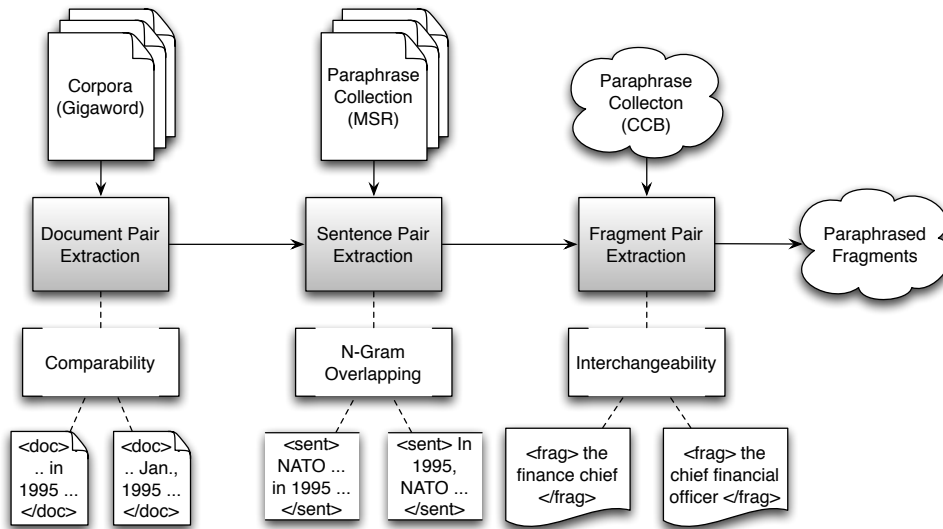 Corpora
(Gigaword)
Paraphrase
Collection
(MSR)
Paraphrase
Collecton
(CCB)
Document Pair
Extraction
Sentence Pair
Extraction
Fragment Pair
Extraction
Paraphrased
Fragments
Comparability
N-Gram
Overlapping
Interchangeability
<doc>
.. in
1995 ...
</doc>
<doc>
.. Jan.,
1995 ...
</doc>
<sent>
NATO ...
in 1995 ...
</sent>
<sent> In
1995,
NATO ...
</sent>
<frag> the
finance chief
</frag>
<frag> the
chief financial
officer </frag>